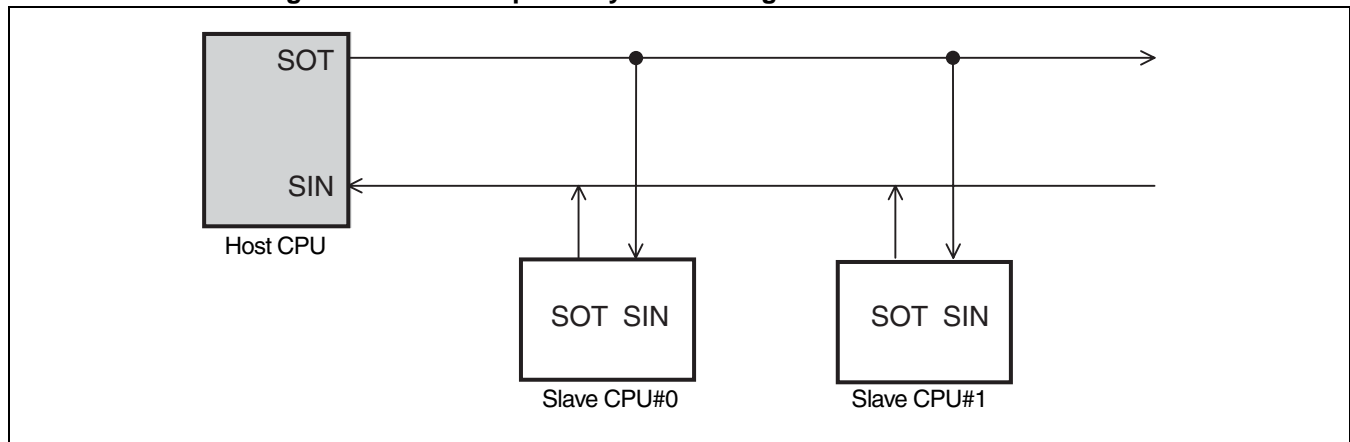 SOT
SIN
Host CPU
SOT SIN
SOT SIN
Slave CPU#0
Slave CPU#1